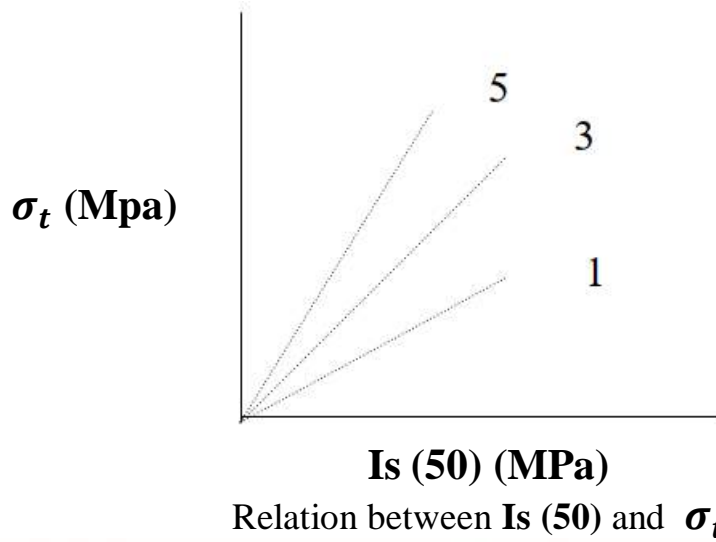 5
3
σₜ (Mpa)
1
Is (50) (MPa)
Relation between Is (50) and σₜ